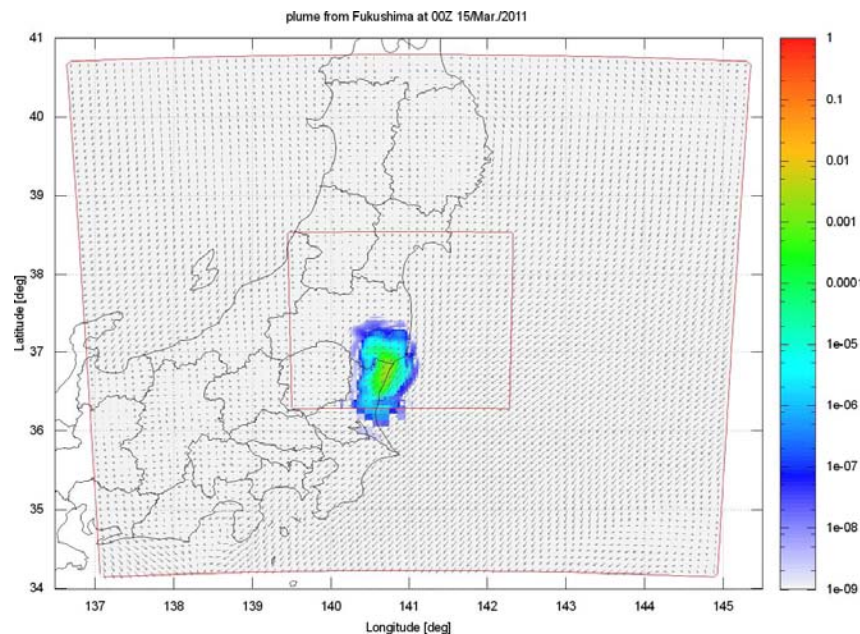 plume from Fukushima at 00Z 15/Mar./2011
41
40
39
38
37
36
35
34
Latitude [deg]
137
138
139
140
141
142
143
144
145
Longitude [deg]
1
0.1
0.01
0.001
0.0001
1e-05
1e-06
1e-07
1e-08
1e-09